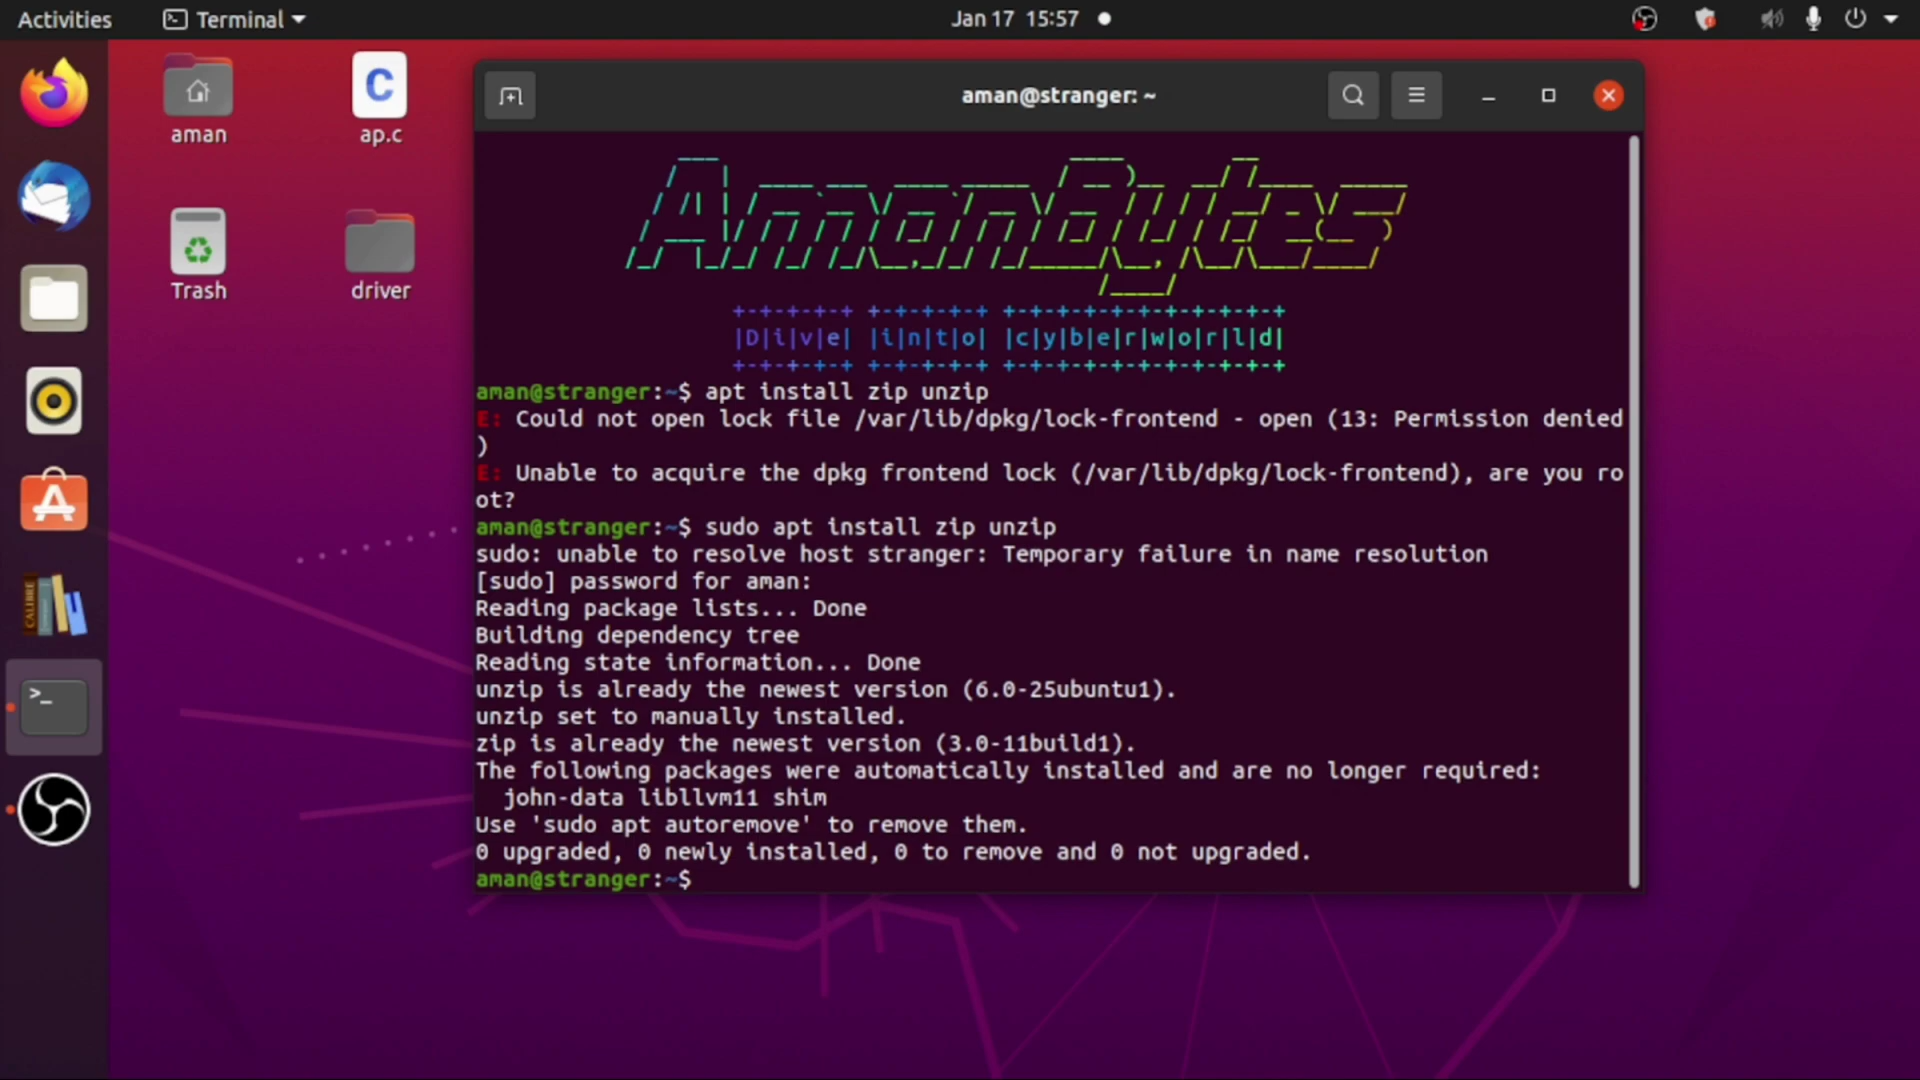 Activities
Terminal
Jan 17 15:57
aman
ap.c
Trash
driver
aman@stranger: ~
AmanBytes
|D|i|v|e| |i|n|t|o| |c|y|b|e|r|w|o|r|l|d|
aman@stranger:~$ apt install zip unzip
E: Could not open lock file /var/lib/dpkg/lock-frontend - open (13: Permission denied
)
E: Unable to acquire the dpkg frontend lock (/var/lib/dpkg/lock-frontend), are you ro
ot?
aman@stranger:~$ sudo apt install zip unzip
sudo: unable to resolve host stranger: Temporary failure in name resolution
[sudo] password for aman:
Reading package lists... Done
Building dependency tree
Reading state information... Done
unzip is already the newest version (6.0-25ubuntu1).
unzip set to manually installed.
zip is already the newest version (3.0-11build1).
The following packages were automatically installed and are no longer required:
john-data libllvm11 shim
Use 'sudo apt autoremove' to remove them.
0 upgraded, 0 newly installed, 0 to remove and 0 not upgraded.
aman@stranger:~$
CALIBRE